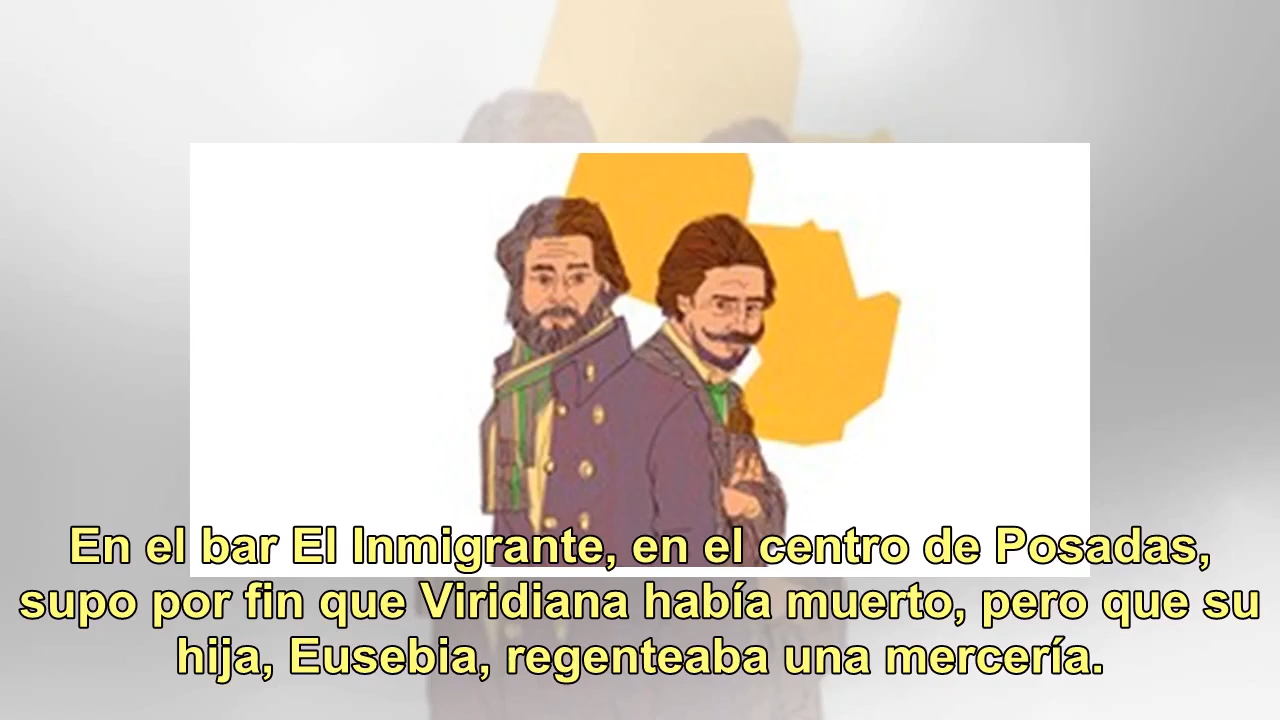 En el bar El Inmigrante, en el centro de Posadas,
supo por fin que Viridiana había muerto, pero que su
hija, Eusebia, regenteaba una mercería.